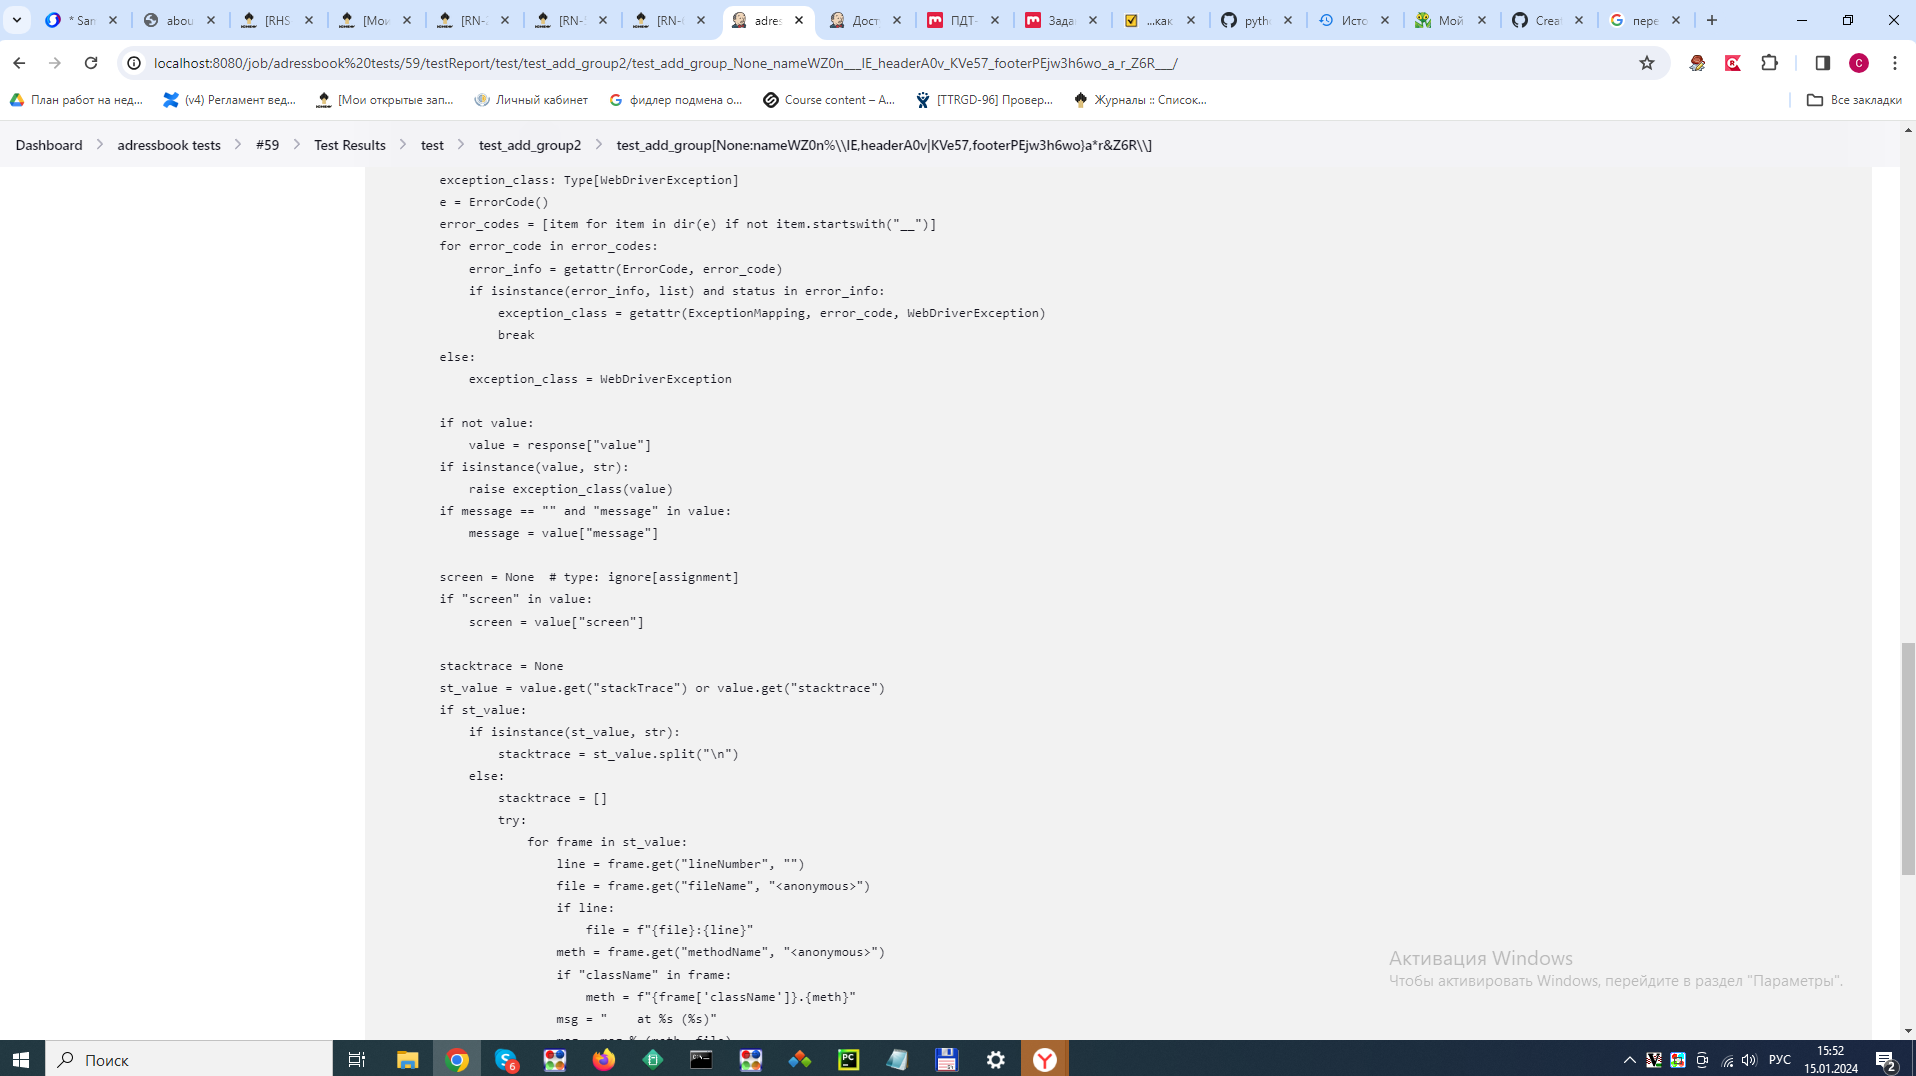 * San
abou
[RHS
[Мои
[RN-
[RN-
[RN-
adres
Дост
ПДТ-
Зада
...как
pyth
Исто
Мой
Crea
пере
localhost:8080/job/adressbook%20tests/59/testReport/test/test_add_group2/test_add_group_None_nameWZ0n___IE_headerA0v_KVe57_footerPEjw3h6wo_a_r_Z6R___/
C
План работ на нед...
(v4) Регламент вед...
[Мои открытые зап...
Личный кабинет
фидлер подмена о...
Course content – A...
[TTRGD-96] Провер...
Журналы :: Список...
Все закладки
Dashboard
adressbook tests
#59
Test Results
test
test_add_group2
test_add_group[None:nameWZ0n%\\IE,headerA0v|KVe57,footerPEjw3h6wo}a*r&Z6R\\]
exception_class: Type[WebDriverException]
e = ErrorCode()
error_codes = [item for item in dir(e) if not item.startswith("__")]
for error_code in error_codes:
error_info = getattr(ErrorCode, error_code)
if isinstance(error_info, list) and status in error_info:
exception_class = getattr(ExceptionMapping, error_code, WebDriverException)
break
else:
exception_class = WebDriverException
if not value:
value = response["value"]
if isinstance(value, str):
raise exception_class(value)
if message == "" and "message" in value:
message = value["message"]
screen = None  # type: ignore[assignment]
if "screen" in value:
screen = value["screen"]
stacktrace = None
st_value = value.get("stackTrace") or value.get("stacktrace")
if st_value:
if isinstance(st_value, str):
stacktrace = st_value.split("\n")
else:
stacktrace = []
try:
for frame in st_value:
line = frame.get("lineNumber", "")
file = frame.get("fileName", "<anonymous>")
if line:
file = f"{file}:{line}"
meth = frame.get("methodName", "<anonymous>")
if "className" in frame:
meth = f"{frame['className']}.{meth}"
msg = "    at %s (%s)"
Активация Windows
Чтобы активировать Windows, перейдите в раздел "Параметры".
Поиск
6
PC
РУС
15:52
15.01.2024
2